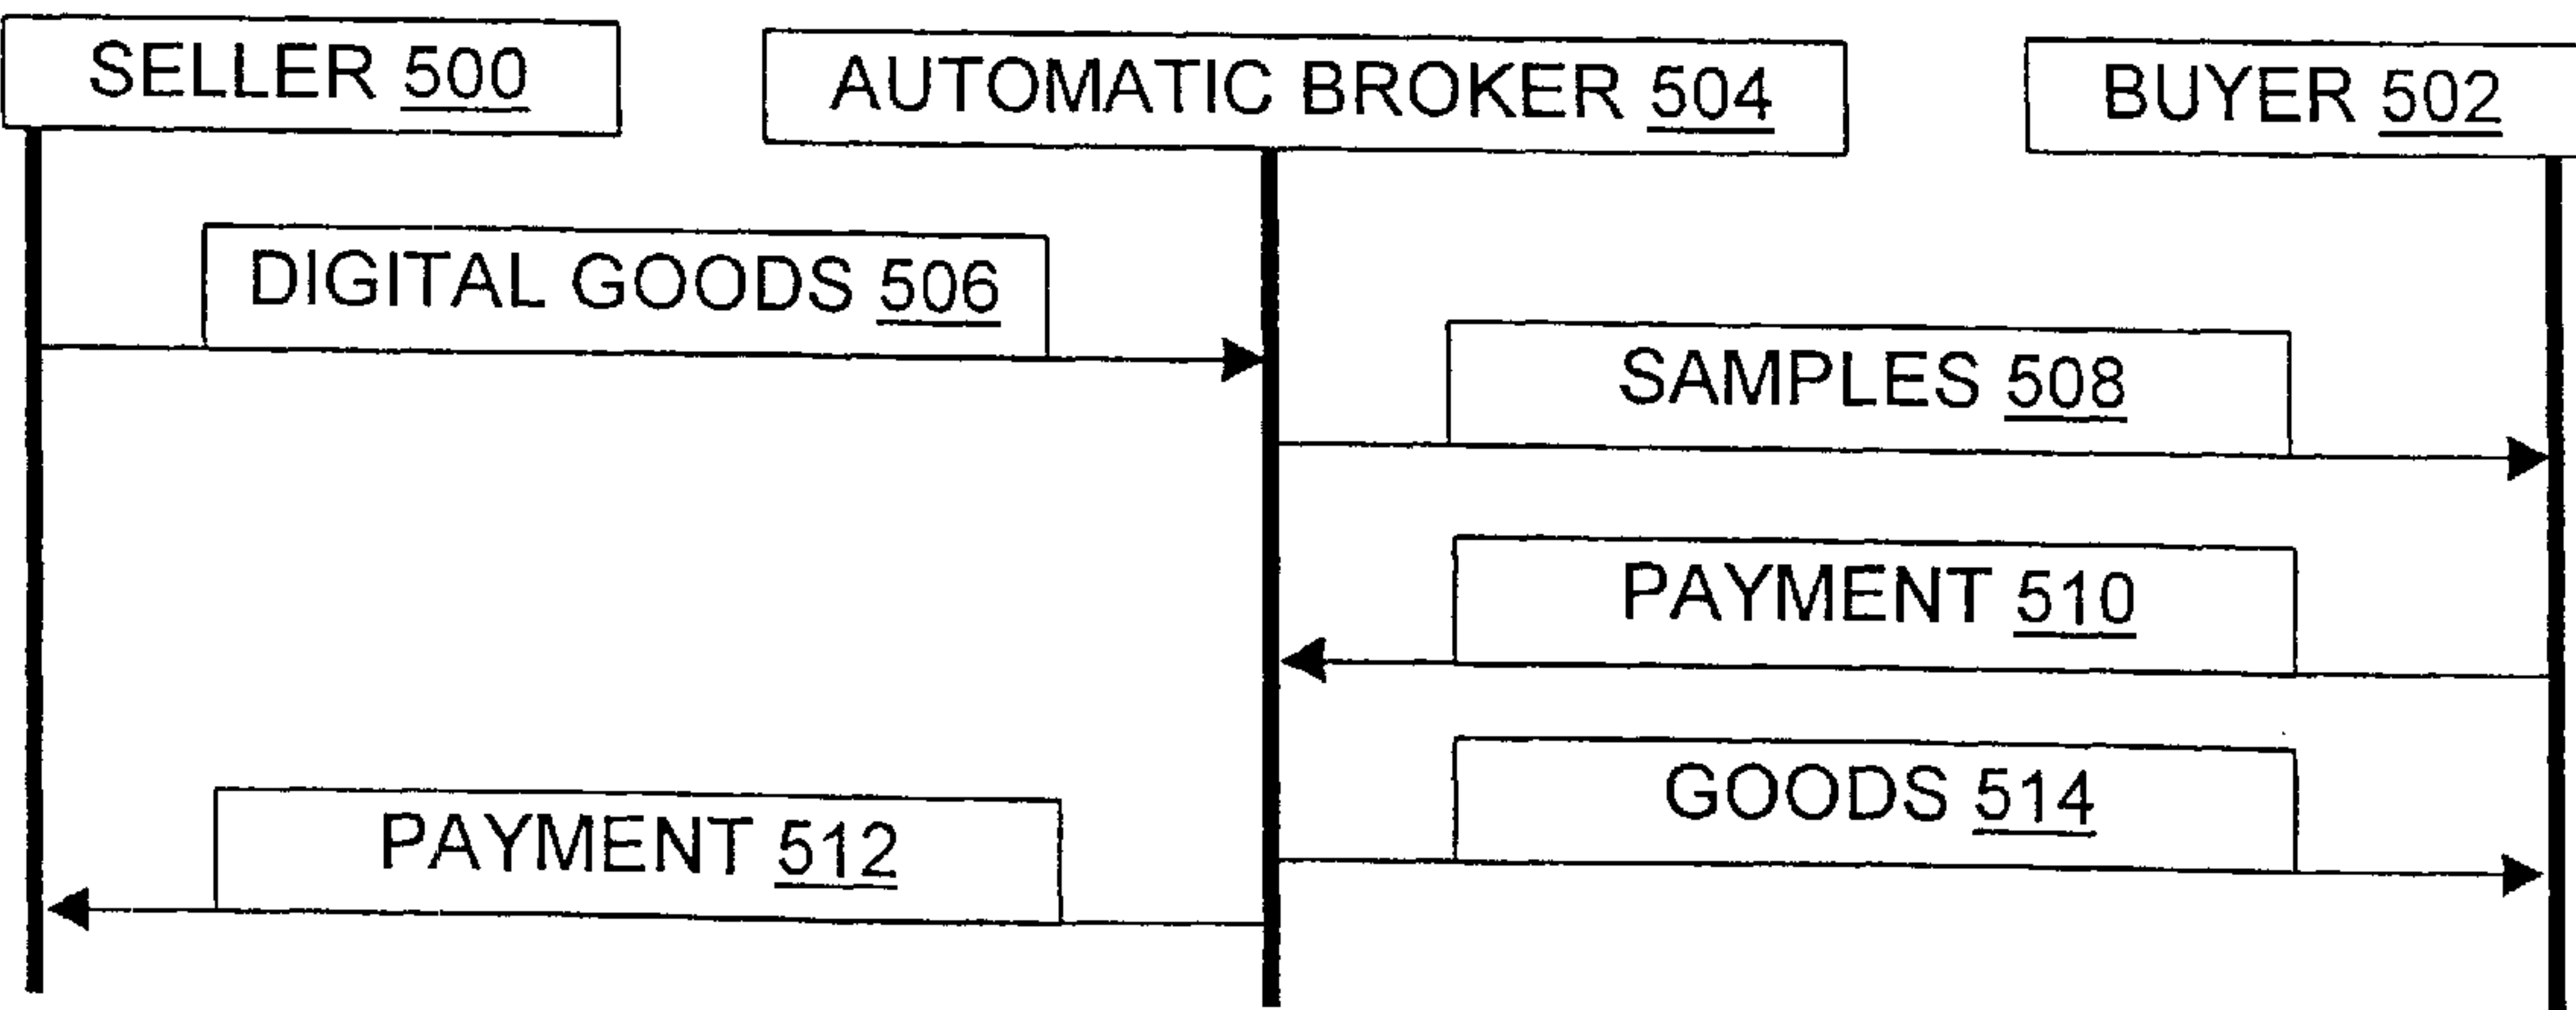 SELLER 500
AUTOMATIC BROKER 504
BUYER 502
DIGITAL GOODS 506
SAMPLES 508
PAYMENT 510
GOODS 514
PAYMENT 512